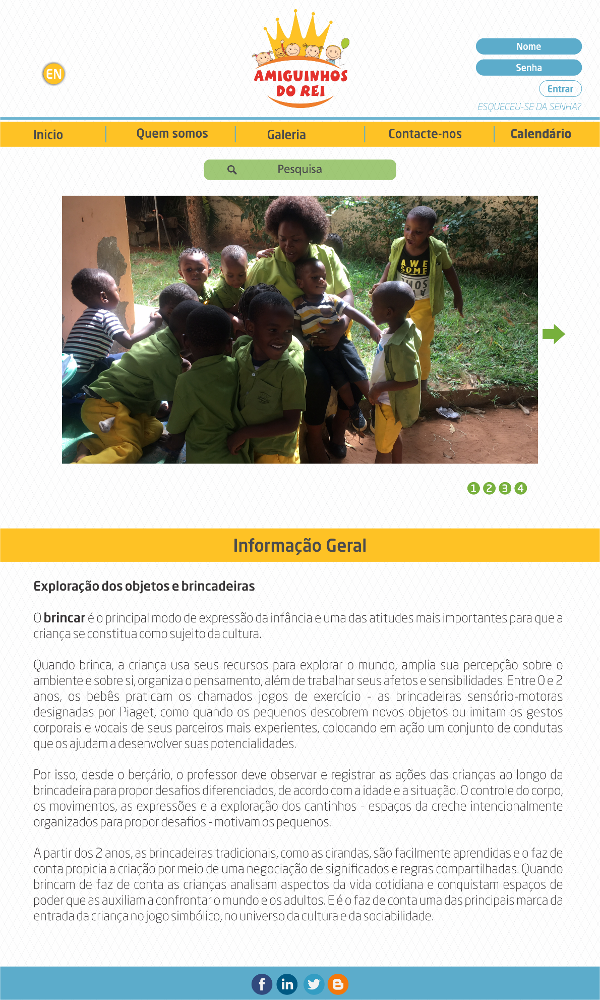 EN
AMIGUINHOS
DO REI
Nome
Senha
Entrar
ESQUECEU-SE DA SENHA?
Inicio
Quem somos
Galeria
Contacte-nos
Calendário
Pesquisa
AWE
SOME
1 2 3 4
Informação Geral
Exploração dos objetos e brincadeiras
O brincar é o principal modo de expressão da infância e uma das atitudes mais importantes para que a
criança se constitua como sujeito da cultura.
Quando brinca, a criança usa seus recursos para explorar o mundo, amplia sua percepção sobre o
ambiente e sobre si, organiza o pensamento, além de trabalhar seus afetos e sensibilidades. Entre 0 e 2
anos, os bebês praticam os chamados jogos de exercício - as brincadeiras sensório-motoras
designadas por Piaget, como quando os pequenos descobrem novos objetos ou imitam os gestos
corporais e vocais de seus parceiros mais experientes, colocando em ação um conjunto de condutas
que os ajudam a desenvolver suas potencialidades.
Por isso, desde o berçário, o professor deve observar e registrar as ações das crianças ao longo da
brincadeira para propor desafios diferenciados, de acordo com a idade e a situação. O controle do corpo,
os movimentos, as expressões e a exploração dos cantinhos - espaços da creche intencionalmente
organizados para propor desafios - motivam os pequenos.
A partir dos 2 anos, as brincadeiras tradicionais, como as cirandas, são facilmente aprendidas e o faz de
conta propicia a criação por meio de uma negociação de significados e regras compartilhadas. Quando
brincam de faz de conta as crianças analisam aspectos da vida cotidiana e conquistam espaços de
poder que as auxiliam a confrontar o mundo e os adultos. E é o faz de conta uma das principais marca da
entrada da criança no jogo simbólico, no universo da cultura e da sociabilidade.
f in